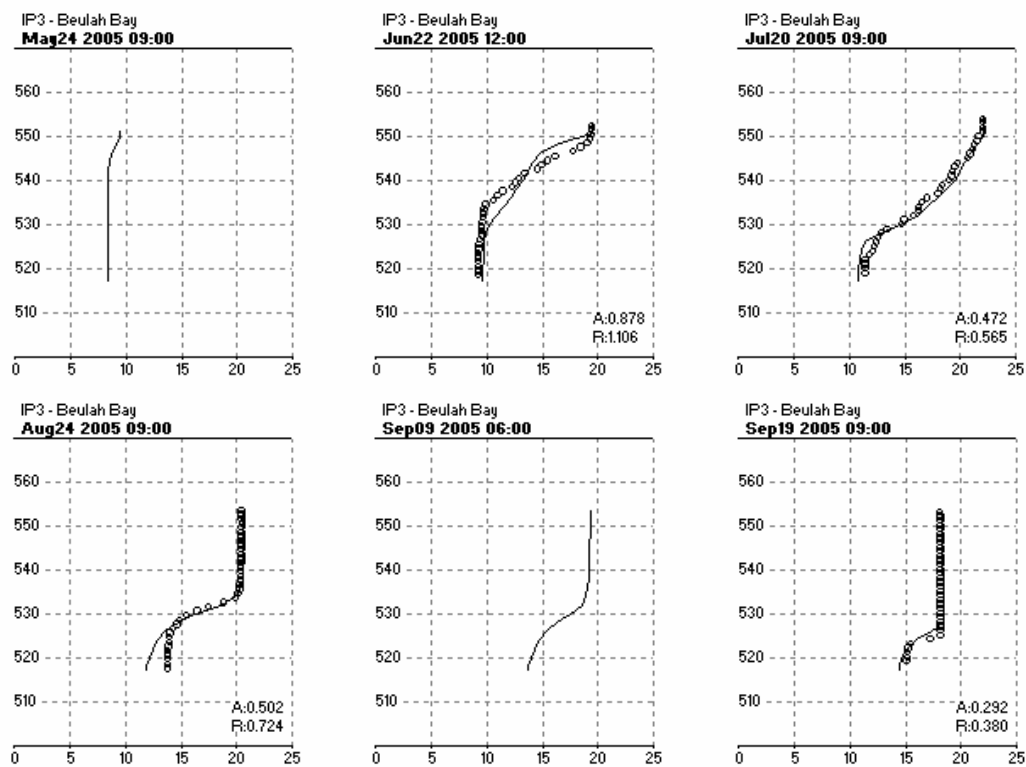 IP3 - Beulah Bay
May24 2005 09:00
560
550
540
530
520
510
0 5 10 15 20 25
IP3 - Beulah Bay
Jun22 2005 12:00
560
550
540
530
520
510
A:0.878
R:1.106
0 5 10 15 20 25
IP3 - Beulah Bay
Jul20 2005 09:00
560
550
540
530
520
510
A:0.472
R:0.565
0 5 10 15 20 25
IP3 - Beulah Bay
Aug24 2005 09:00
560
550
540
530
520
510
A:0.502
R:0.724
0 5 10 15 20 25
IP3 - Beulah Bay
Sep09 2005 06:00
560
550
540
530
520
510
0 5 10 15 20 25
IP3 - Beulah Bay
Sep19 2005 09:00
560
550
540
530
520
510
A:0.292
R:0.380
0 5 10 15 20 25